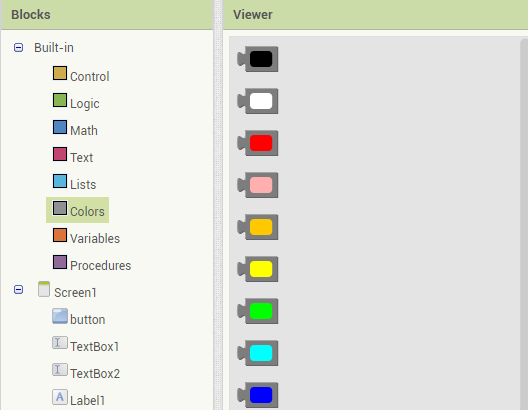 Blocks
Viewer
Built-in
Control
Logic
Math
Text
Lists
Colors
Variables
Procedures
Screen1
button
TextBox1
TextBox2
A Label1